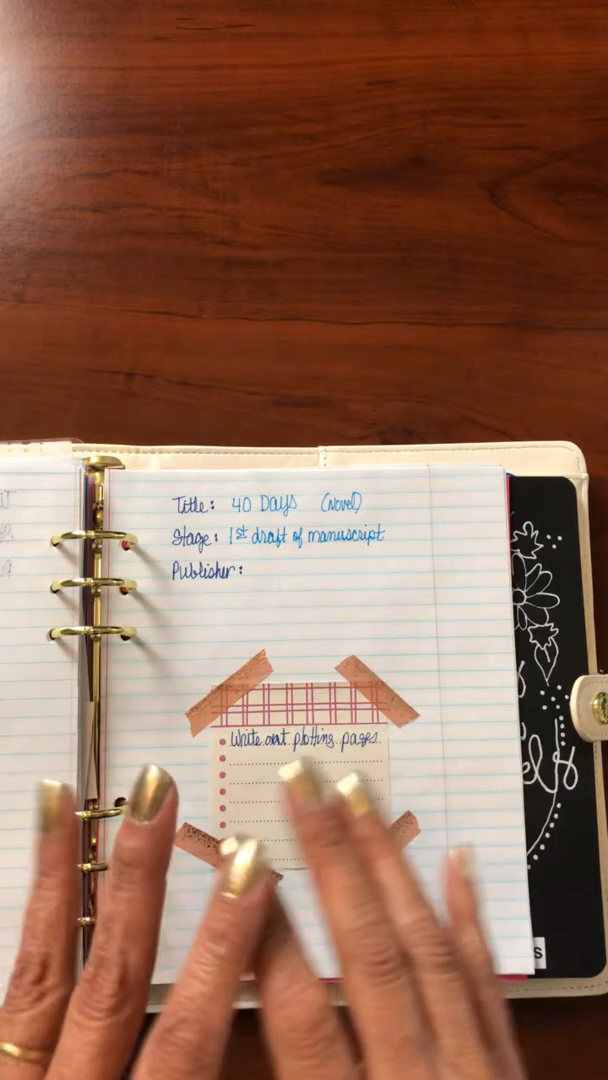 Title: 40 Days (Novel)
Stage: 1st draft of manuscript
Publisher:
Write out plotting pages.
S